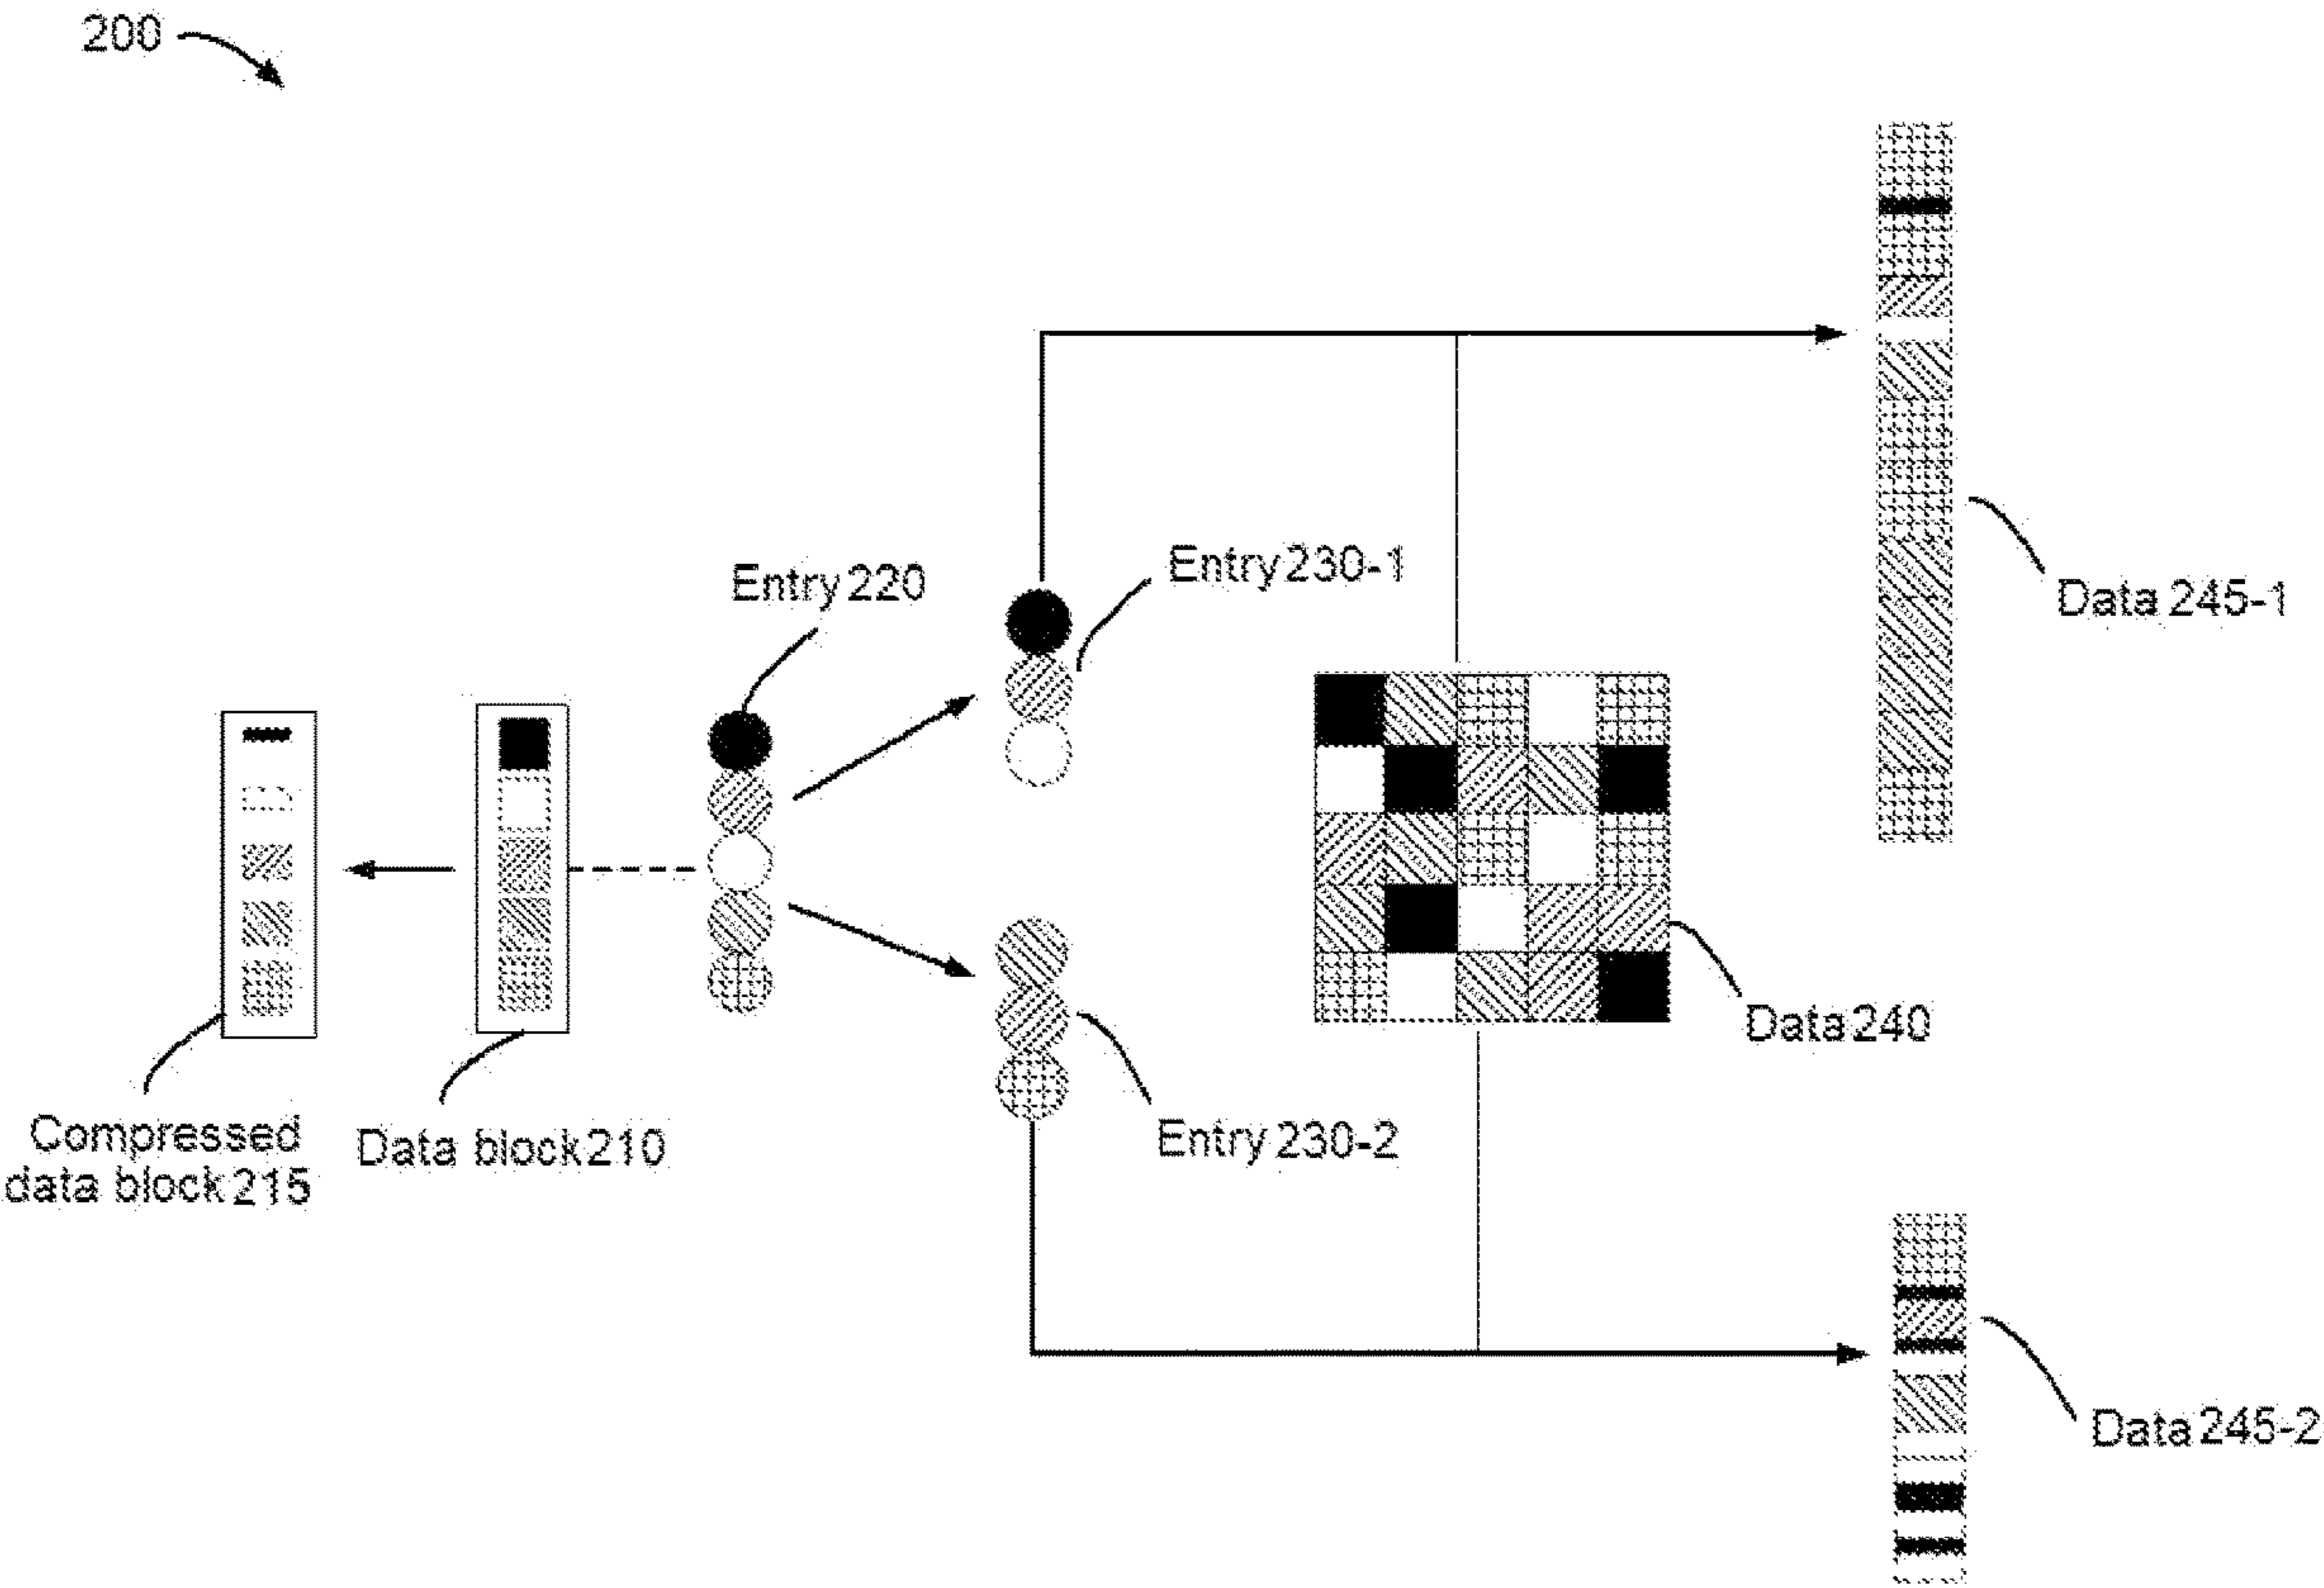 200
Entry 220
Entry 230-1
Data 245-1
Data 240
Compressed
data block 215
Data block 210
Entry 230-2
Data 245-2